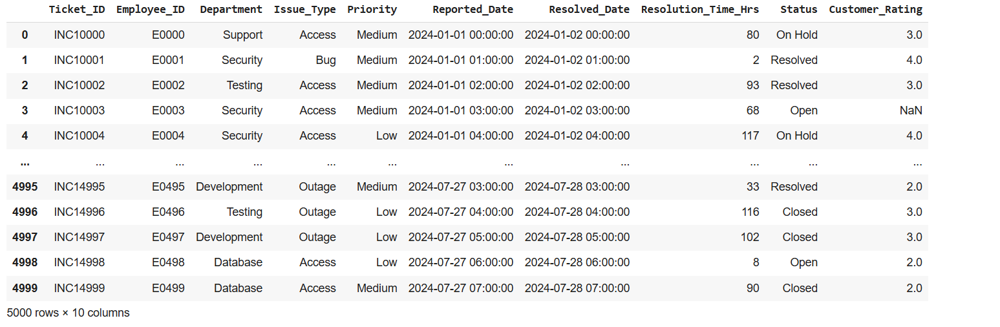 Ticket_ID Employee_ID Department Issue_Type Priority Reported_Date Resolved_Date Resolution_Time_Hrs Status Customer_Rating
0 INC10000 E0000 Support Access Medium 2024-01-01 00:00:00 2024-01-02 00:00:00 80 On Hold 3.0
1 INC10001 E0001 Security Bug Medium 2024-01-01 01:00:00 2024-01-02 01:00:00 2 Resolved 4.0
2 INC10002 E0002 Testing Access Medium 2024-01-01 02:00:00 2024-01-02 02:00:00 93 Resolved 3.0
3 INC10003 E0003 Security Access Medium 2024-01-01 03:00:00 2024-01-02 03:00:00 68 Open NaN
4 INC10004 E0004 Security Access Low 2024-01-01 04:00:00 2024-01-02 04:00:00 117 On Hold 4.0
... ... ... ... ... ... ... ... ... ... ...
4995 INC14995 E0495 Development Outage Medium 2024-07-27 03:00:00 2024-07-28 03:00:00 33 Resolved 2.0
4996 INC14996 E0496 Testing Outage Low 2024-07-27 04:00:00 2024-07-28 04:00:00 116 Closed 3.0
4997 INC14997 E0497 Development Outage Low 2024-07-27 05:00:00 2024-07-28 05:00:00 102 Closed 3.0
4998 INC14998 E0498 Database Access Low 2024-07-27 06:00:00 2024-07-28 06:00:00 8 Open 2.0
4999 INC14999 E0499 Database Access Medium 2024-07-27 07:00:00 2024-07-28 07:00:00 90 Closed 2.0
5000 rows × 10 columns